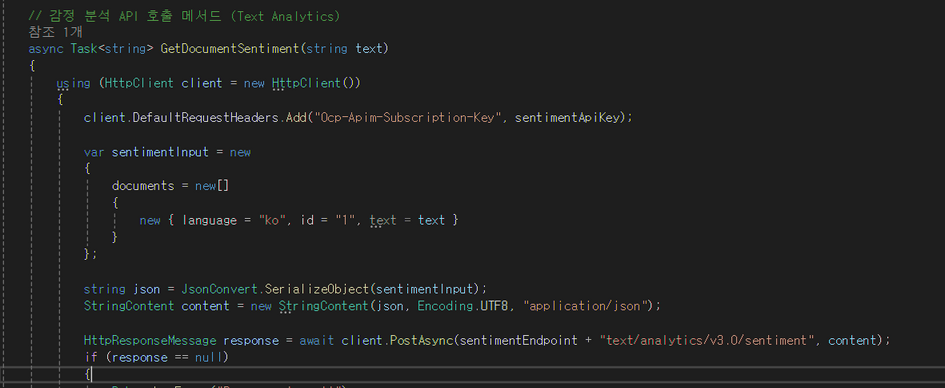 // 감정 분석 API 호출 메서드 (Text Analytics)
참조 1개
async Task<string> GetDocumentSentiment(string text)
{
using (HttpClient client = new HttpClient())
{
client.DefaultRequestHeaders.Add("Ocp-Apim-Subscription-Key", sentimentApiKey);
var sentimentInput = new
{
documents = new[]
{
new { language = "ko", id = "1", text = text }
}
};
string json = JsonConvert.SerializeObject(sentimentInput);
StringContent content = new StringContent(json, Encoding.UTF8, "application/json");
HttpResponseMessage response = await client.PostAsync(sentimentEndpoint + "text/analytics/v3.0/sentiment", content);
if (response == null)
{